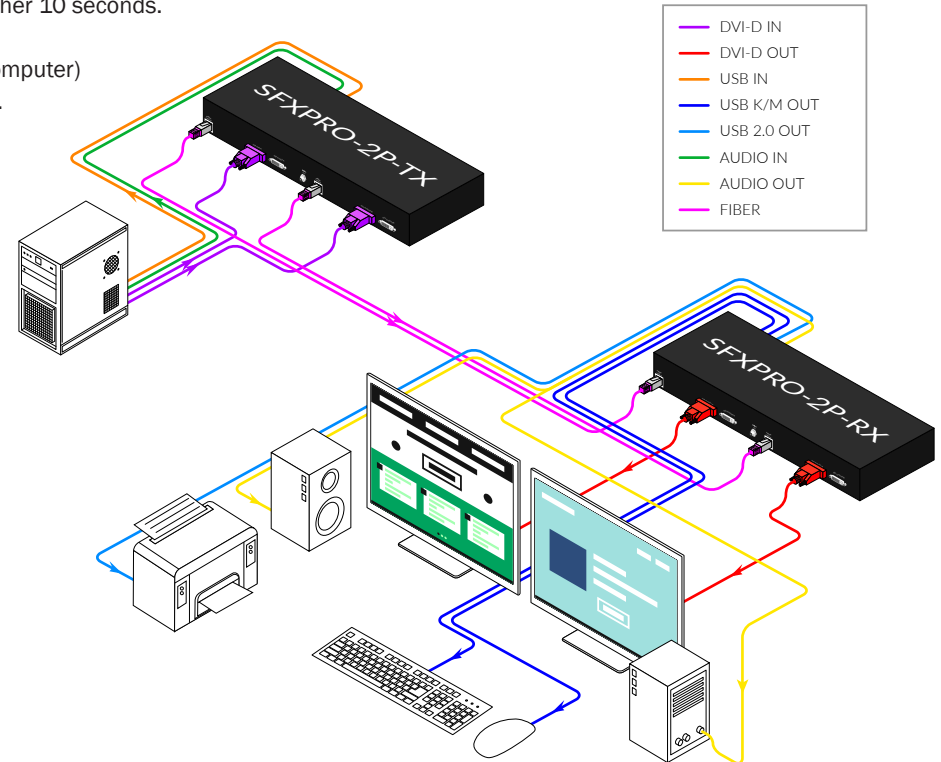 her 10 seconds.
omputer)
.
DVI-D IN
DVI-D OUT
USB IN
USB K/M OUT
USB 2.0 OUT
AUDIO IN
AUDIO OUT
FIBER
SFXPRO-2P-TX
SFXPRO-2P-RX